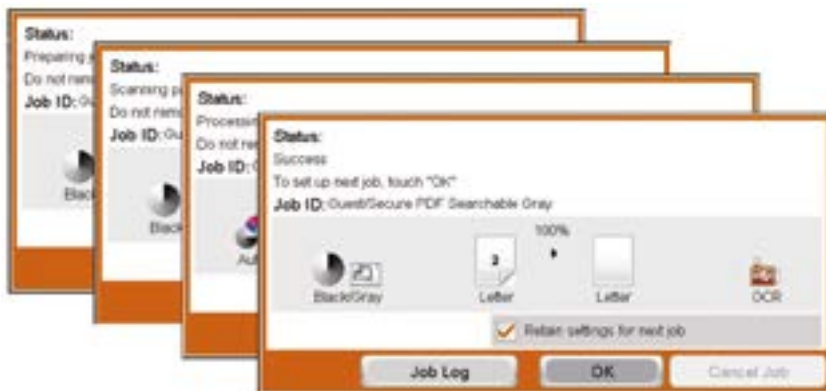 Status:
Preparing
Do not
Job ID:
Black
Status:
Scanning
Do not
Job ID:
Black
Status:
Processing
Do not
Job ID:
Status:
Success
To set up next job, touch "OK"
Job ID: Guest/Secure PDF Searchable Gray
100%
2
Black/Gray
Letter
Letter
OCR
Retain settings for next job
Job Log
OK
Cancel Job